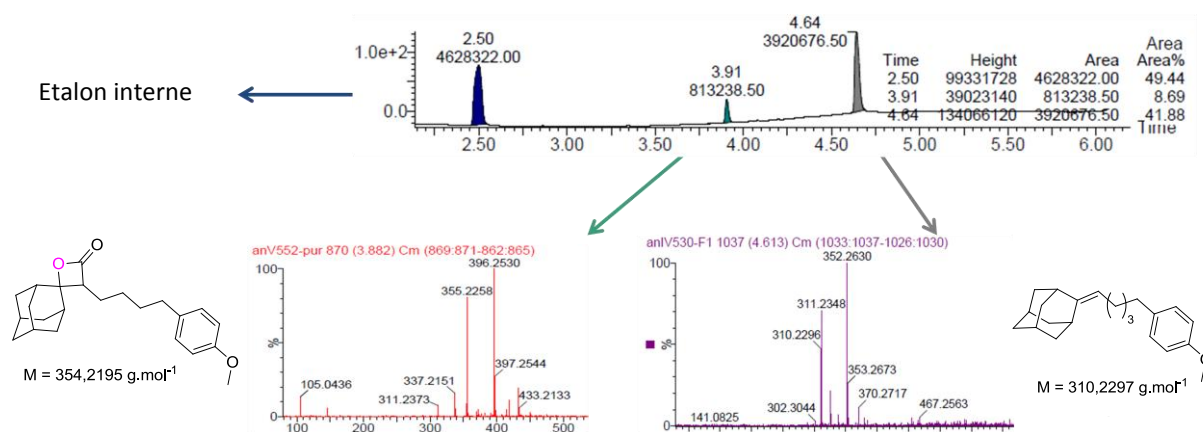 Etalon interne
1.0e+2
0.0
2.50
4628322.00
3.91
813238.50
4.64
3920676.50
Area
Time Height Area Area%
2.50 99331728 4628322.00 49.44
3.91 39023140 813238.50 8.69
4.64 134066120 3920676.50 41.88
Time
2.50 3.00 3.50 4.00 4.50 5.00 5.50 6.00
O
O
O
M = 354,2195 g.mol-1
anV552-pur 870 (3.882) Cm (869:871-862:865)
100
%
0
396.2530
355.2258
397.2544
337.2151
105.0436
311.2373
433.2133
100 200 300 400 500
anIV530-F1 1037 (4.613) Cm (1033:1037-1026:1030)
100
%
0
352.2630
311.2348
310.2296
353.2673
370.2717
302.3044
467.2563
141.0825
100 200 300 400 500
( )
3
O
M = 310,2297 g.mol-1